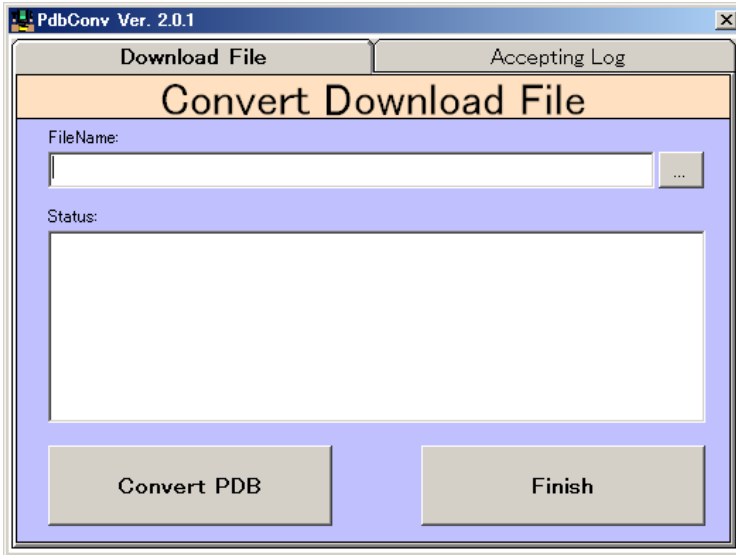 PdbConv Ver. 2.0.1
Download File
Accepting Log
Convert Download File
FileName:
...
Status:
Convert PDB
Finish